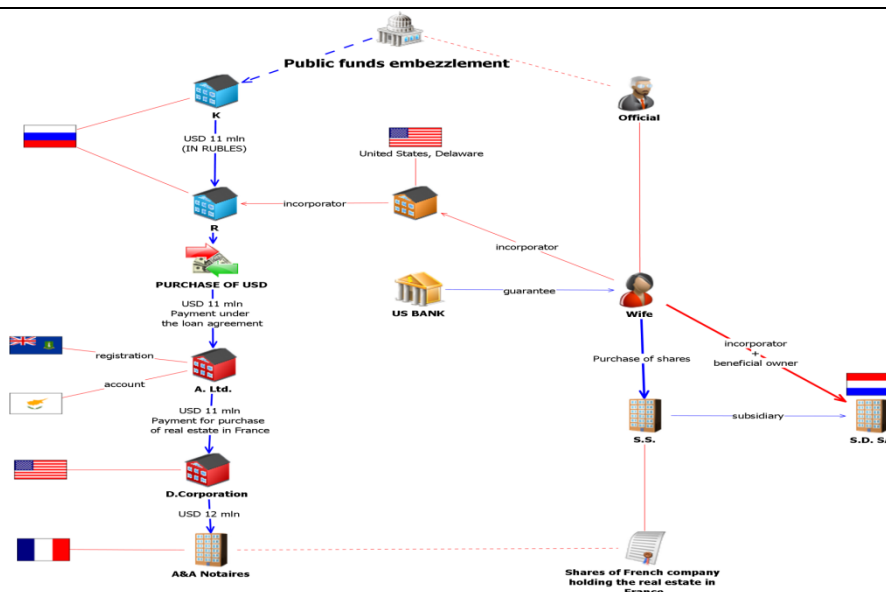 Public funds embezzlement
Official
K
USD 11 mln
(IN RUBLES)
United States, Delaware
incorporator
R
incorporator
PURCHASE OF USD
US BANK
guarantee
Wife
USD 11 mln
Payment under
the loan agreement
registration
account
A. Ltd.
Purchase of shares
incorporator
+
beneficial owner
USD 11 mln
Payment for purchase
of real estate in France
S.S.
subsidiary
S.D.
D.Corporation
USD 12 mln
A&A Notaires
Shares of French company
holding the real estate in
France